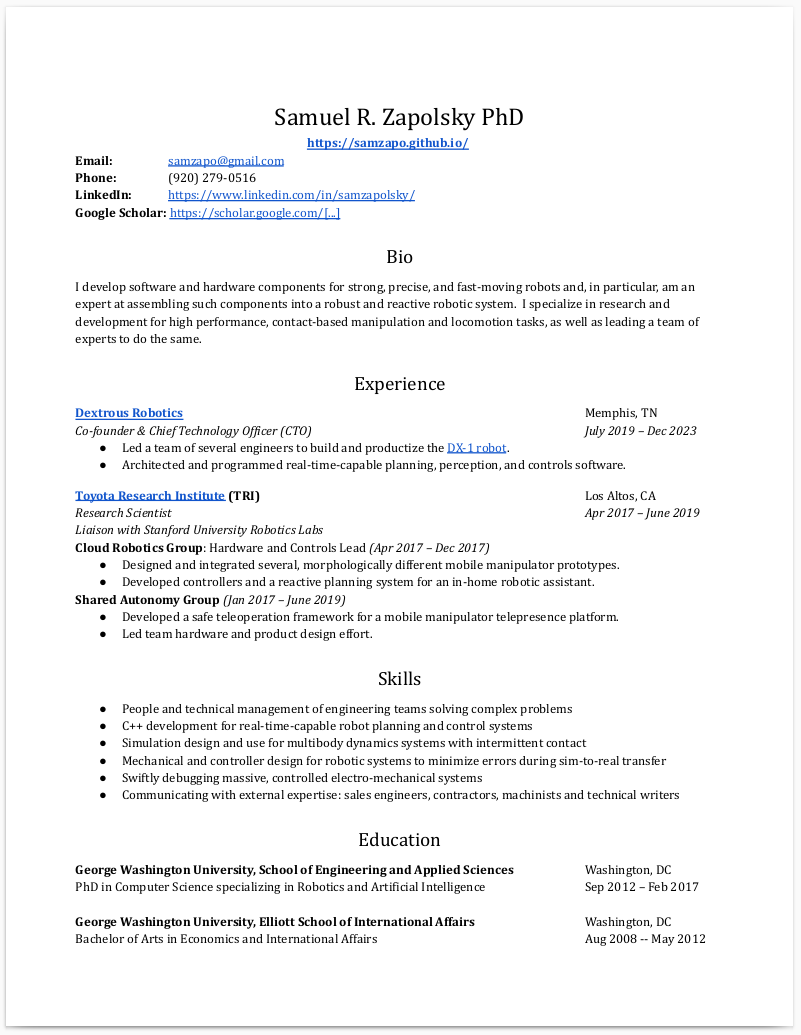 Samuel R. Zapolsky PhD
https://samzapo.github.io/
Email: samzapo@gmail.com
Phone: (920) 279-0516
LinkedIn: https://www.linkedin.com/in/samzapolsky/
Google Scholar: https://scholar.google.com/[...]
Bio
I develop software and hardware components for strong, precise, and fast-moving robots and, in particular, am an
expert at assembling such components into a robust and reactive robotic system. I specialize in research and
development for high performance, contact-based manipulation and locomotion tasks, as well as leading a team of
experts to do the same.
Experience
Dextrous Robotics Memphis, TN
Co-founder & Chief Technology Officer (CTO) July 2019 – Dec 2023
● Led a team of several engineers to build and productize the DX-1 robot.
● Architected and programmed real-time-capable planning, perception, and controls software.
Toyota Research Institute (TRI) Los Altos, CA
Research Scientist Apr 2017 – June 2019
Liaison with Stanford University Robotics Labs
Cloud Robotics Group: Hardware and Controls Lead (Apr 2017 – Dec 2017)
● Designed and integrated several, morphologically different mobile manipulator prototypes.
● Developed controllers and a reactive planning system for an in-home robotic assistant.
Shared Autonomy Group (Jan 2017 – June 2019)
● Developed a safe teleoperation framework for a mobile manipulator telepresence platform.
● Led team hardware and product design effort.
Skills
● People and technical management of engineering teams solving complex problems
● C++ development for real-time-capable robot planning and control systems
● Simulation design and use for multibody dynamics systems with intermittent contact
● Mechanical and controller design for robotic systems to minimize errors during sim-to-real transfer
● Swiftly debugging massive, controlled electro-mechanical systems
● Communicating with external expertise: sales engineers, contractors, machinists and technical writers
Education
George Washington University, School of Engineering and Applied Sciences Washington, DC
PhD in Computer Science specializing in Robotics and Artificial Intelligence Sep 2012 – Feb 2017
George Washington University, Elliott School of International Affairs Washington, DC
Bachelor of Arts in Economics and International Affairs Aug 2008 -- May 2012